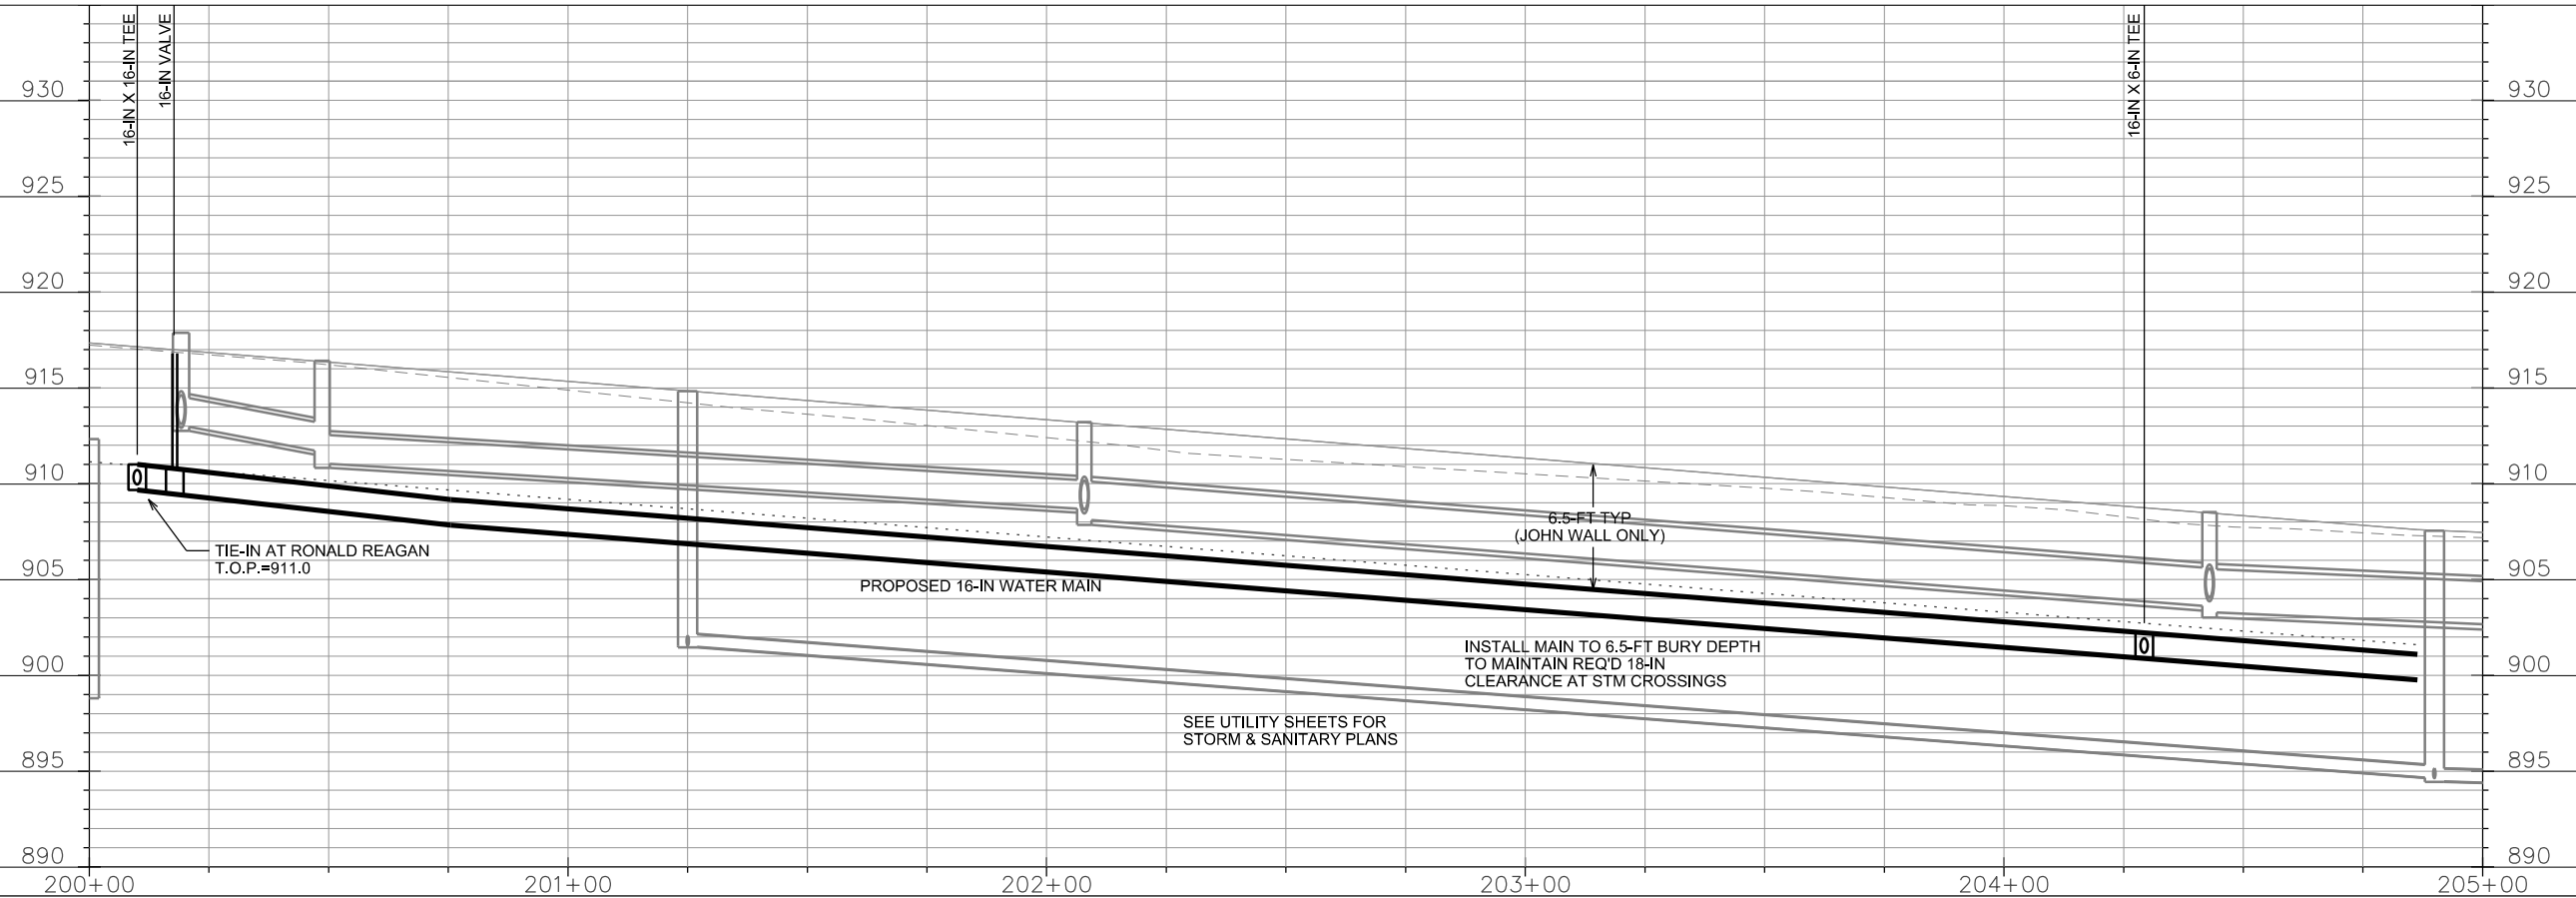 16-IN X 16-IN TEE
16-IN VALVE
16-IN X 6-IN TEE
930
930
925
925
920
920
915
915
910
910
6.5-FT TYP
(JOHN WALL ONLY)
TIE-IN AT RONALD REAGAN
T.O.P.=911.0
905
PROPOSED 16-IN WATER MAIN
905
INSTALL MAIN TO 6.5-FT BURY DEPTH
TO MAINTAIN REQ'D 18-IN
CLEARANCE AT STM CROSSINGS
900
900
SEE UTILITY SHEETS FOR
STORM & SANITARY PLANS
895
895
890
890
200+00
201+00
202+00
203+00
204+00
205+00